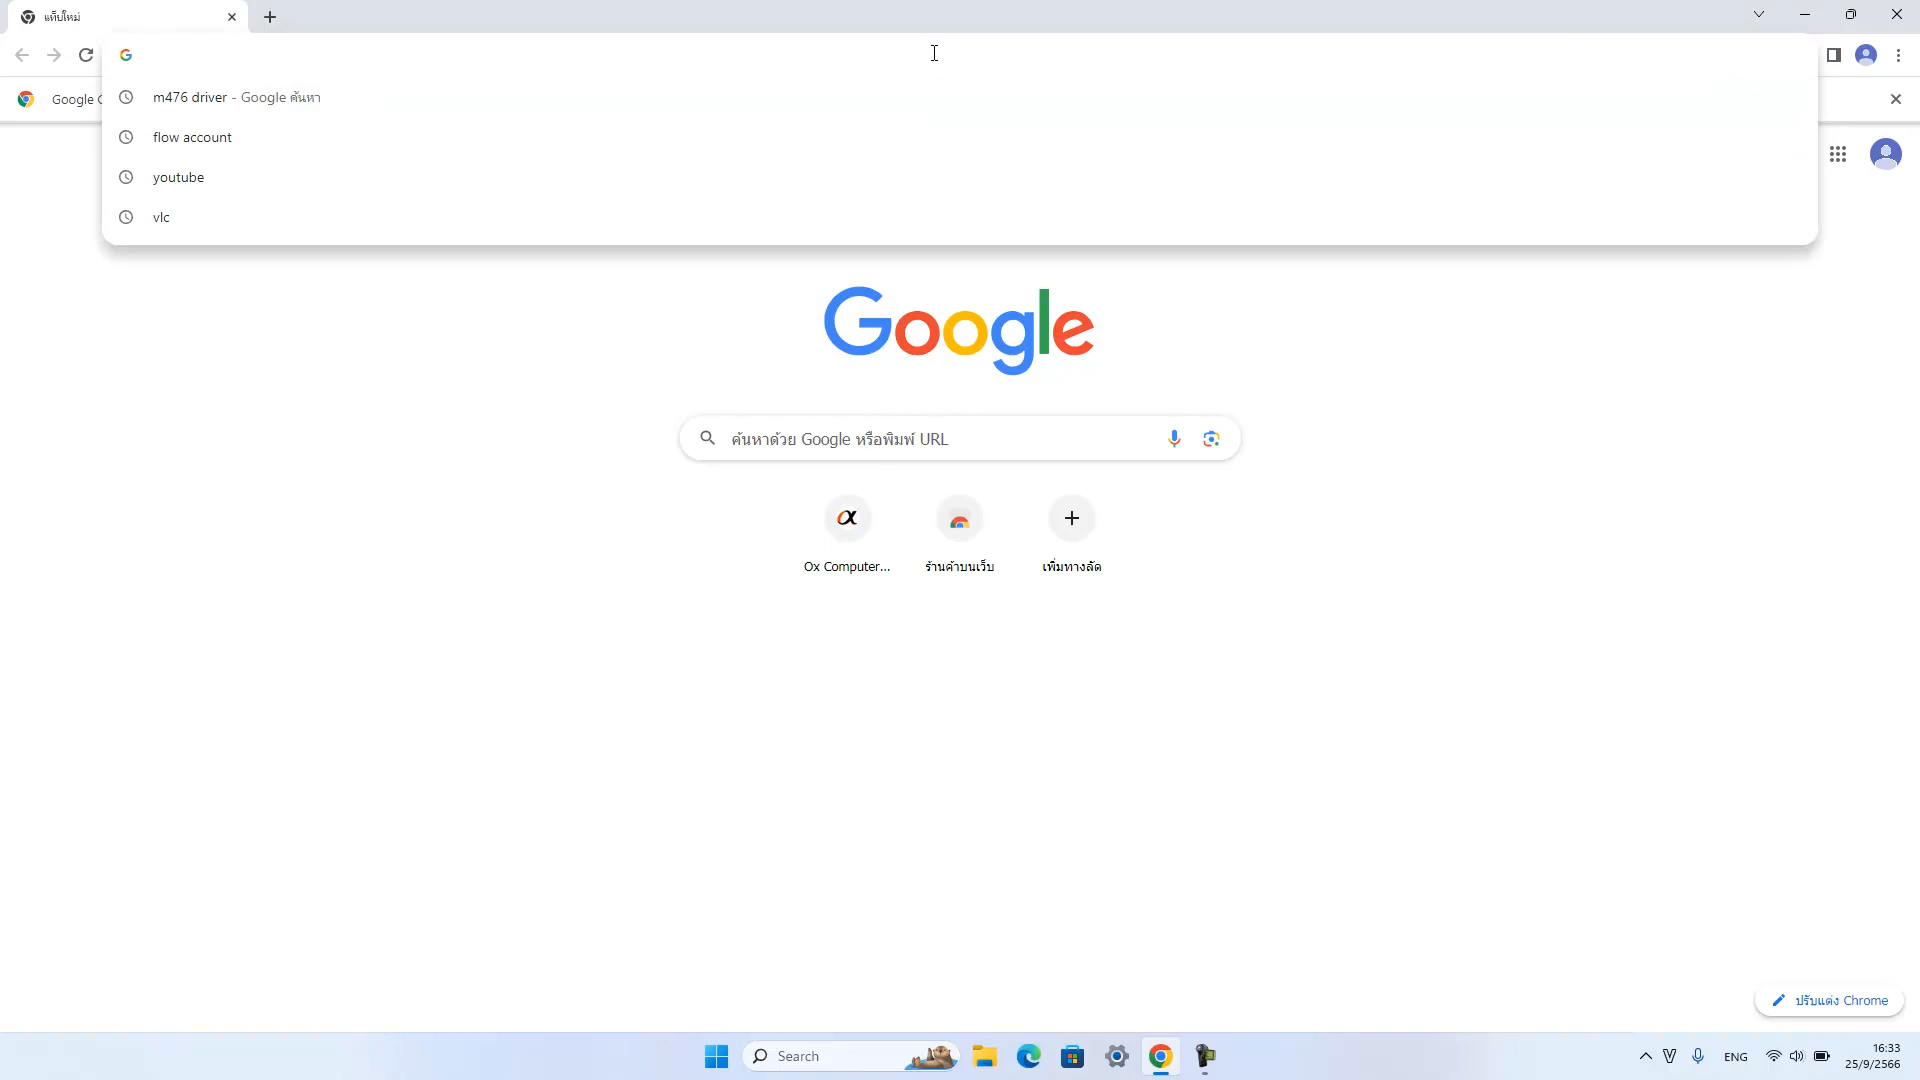 แท็บใหม่
m476 driver - Google ค้นหา
Google C
flow account
youtube
vlc
Google
ค้นหาด้วย Google หรือพิมพ์ URL
Ox Computer...
ร้านค้าบนเว็บ
เพิ่มทางลัด
ปรับแต่ง Chrome
Search
ENG
16:33
25/9/2566